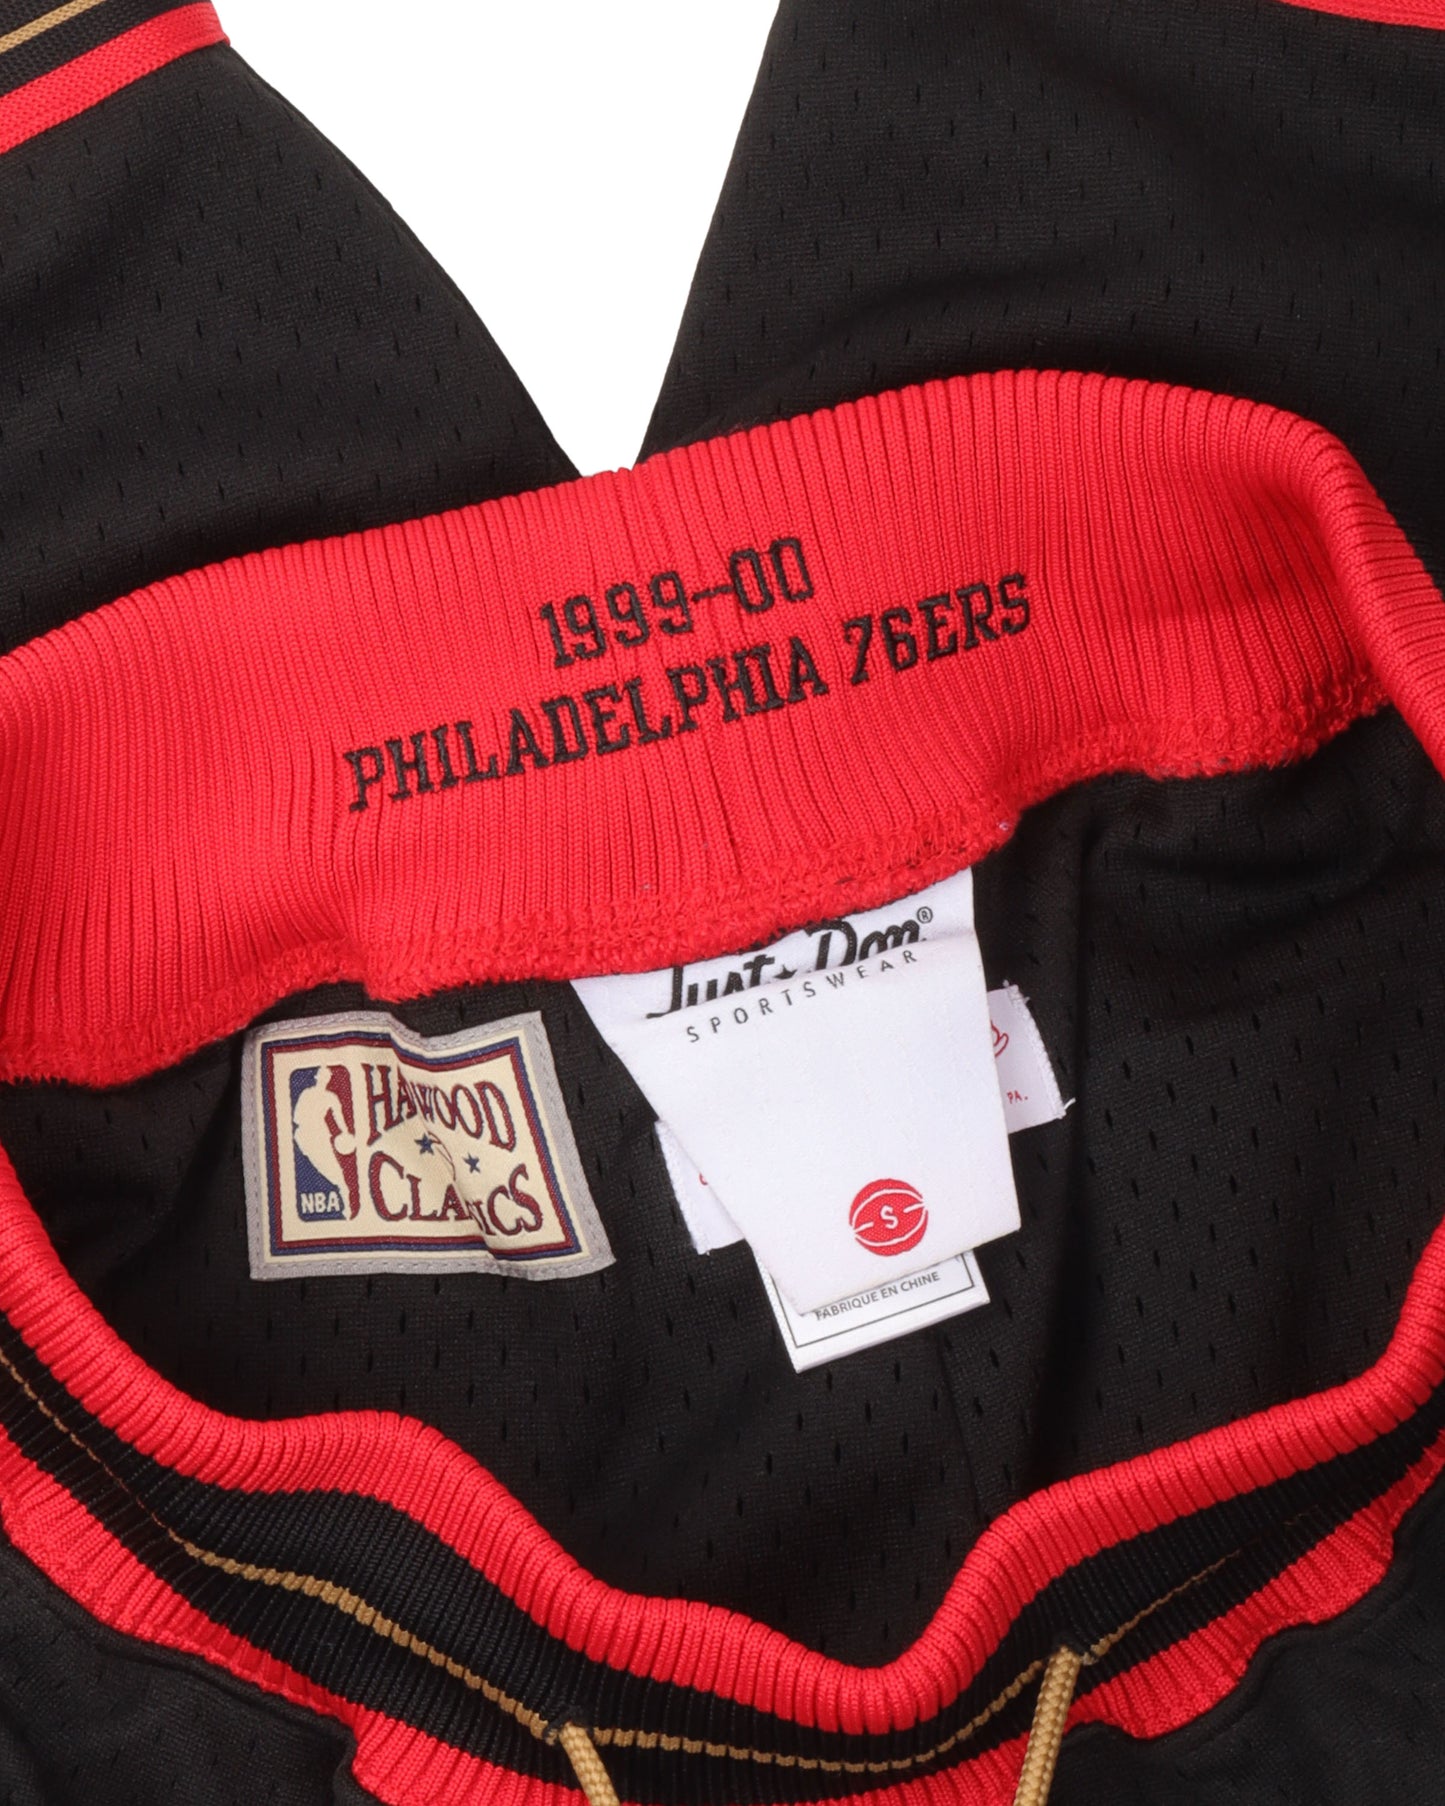 1999-00
PHILADELPHIA 76ERS
Just Don®
SPORTSWEAR
HARDWOOD
CLASSICS
NBA
PA.
S
FABRIQUE EN CHINE